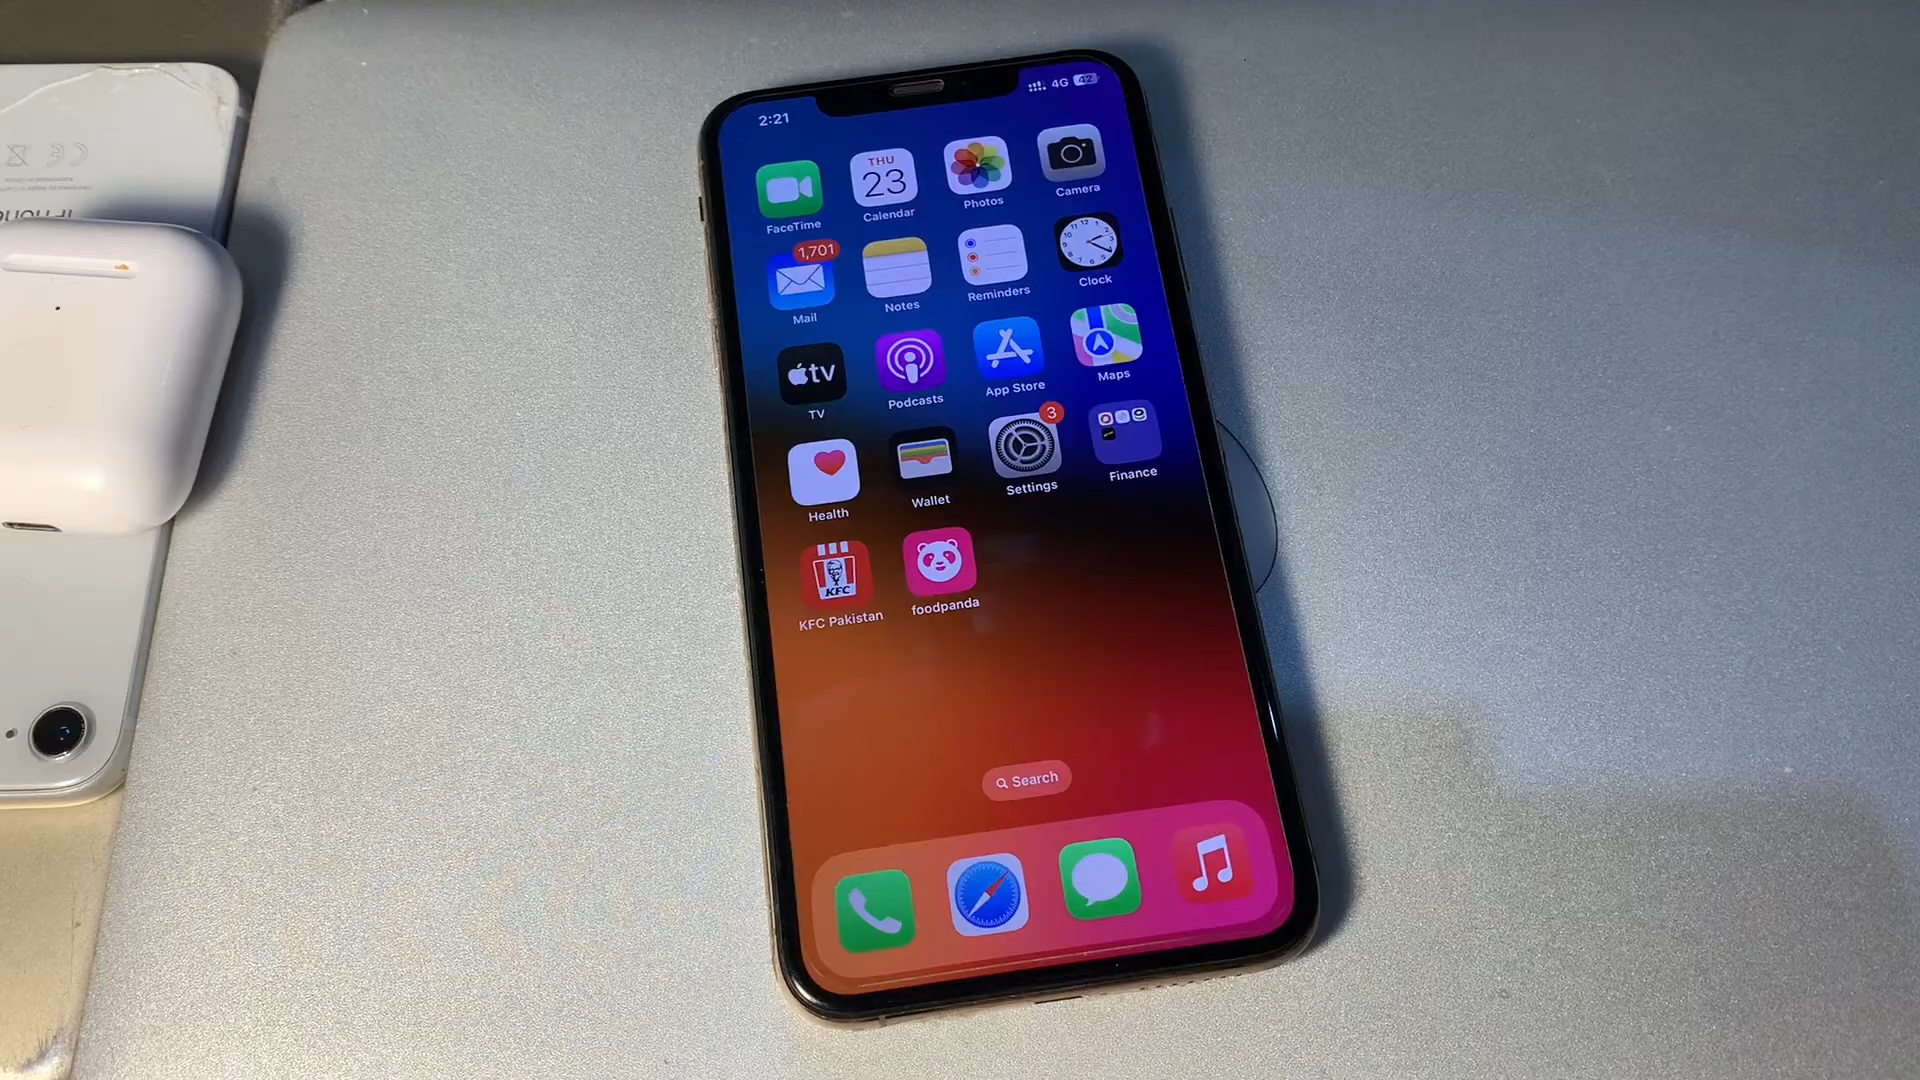 2:21
4G 42
THU
23
FaceTime
Calendar
Photos
Camera
1,701
Mail
Notes
Reminders
Clock
tv
TV
Podcasts
App Store
Maps
3
Health
Wallet
Settings
Finance
KFC
KFC Pakistan
foodpanda
Search